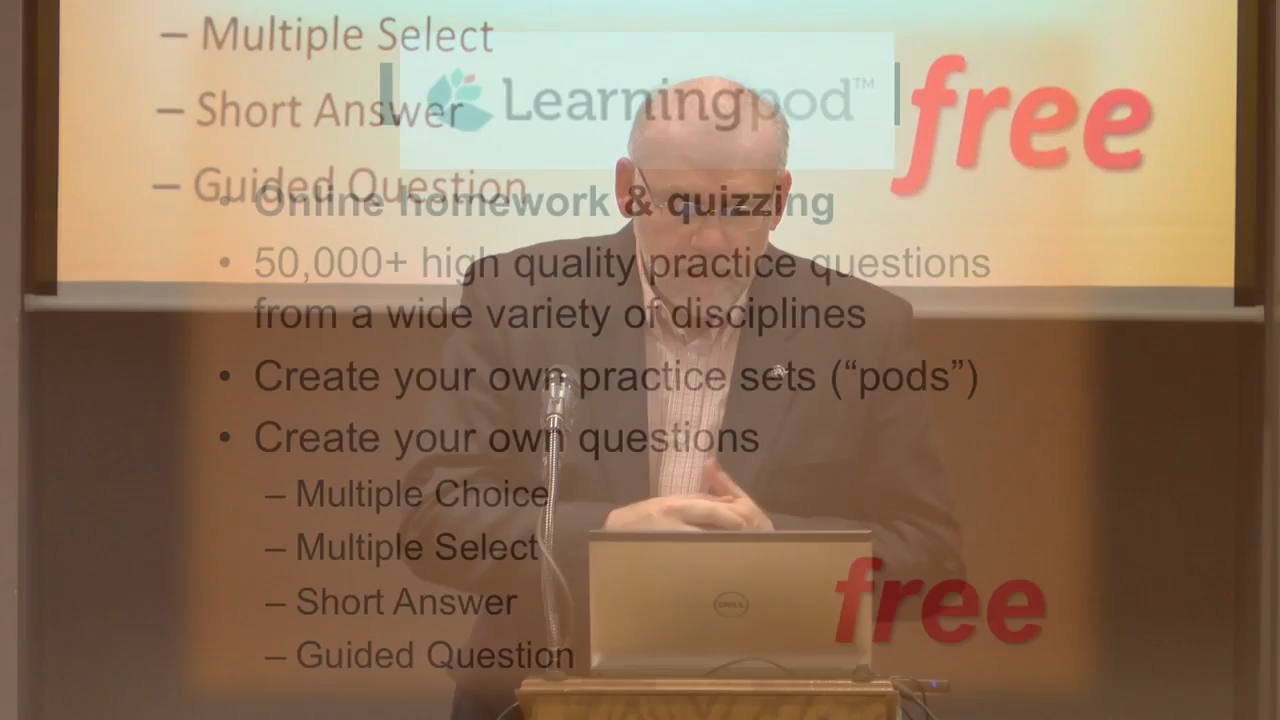 – Multiple Select
– Short Answer
– Guided Question
free
Learningpod™
• Online homework & quizzing
• 50,000+ high quality practice questions
from a wide variety of disciplines
• Create your own practice sets (“pods”)
• Create your own questions
– Multiple Choice
– Multiple Select
– Short Answer
– Guided Question
free
DELL